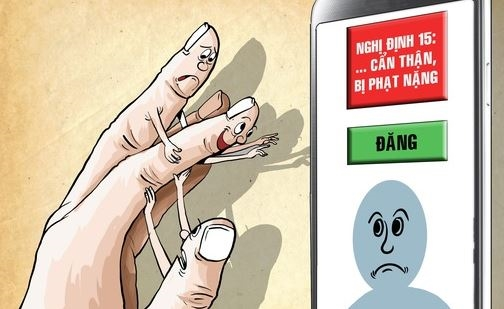 NGHỊ ĐỊNH 15:
... CẨN THẬN,
BỊ PHẠT NẶNG
ĐĂNG